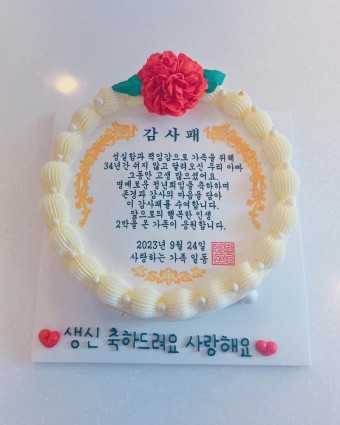 감사패
성실함과 책임감으로 가족을 위해
34년간 쉬지 않고 달려오신 우리 아빠
그동안 고생 많으셨어요.
명예로운 정년퇴임을 축하하며
존경과 감사의 마음을 담아
이 감사패를 수여합니다.
앞으로의 행복한 인생
2막을 온 가족이 응원합니다.
2023년 9월 24일
사랑하는 가족 일동
생신 축하드려요 사랑해요